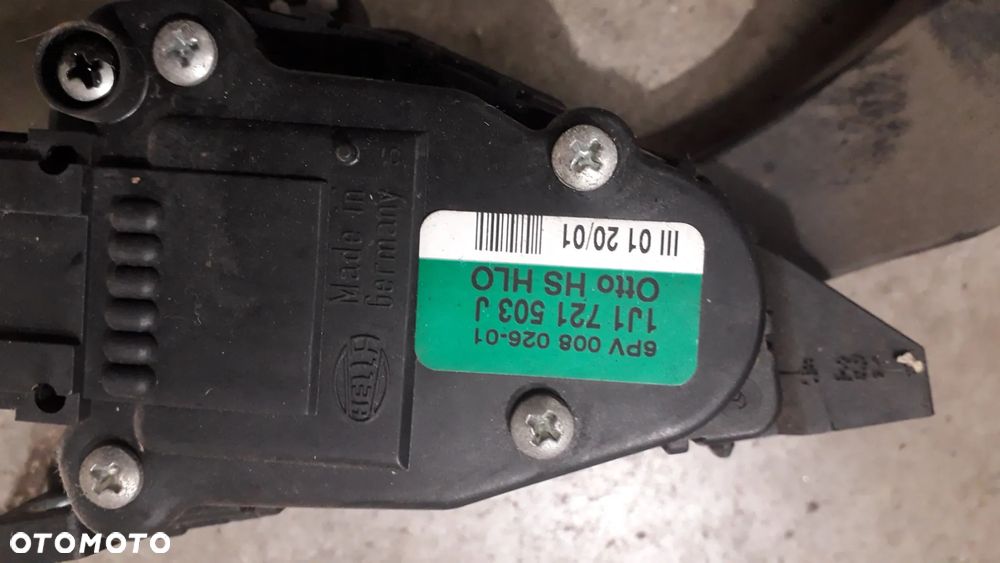 6PV 008 026-01
1J1 721 503 J
Otto HS HLO
III 01 20/01
Made in
Germany
5
HELLA
OTOMOTO